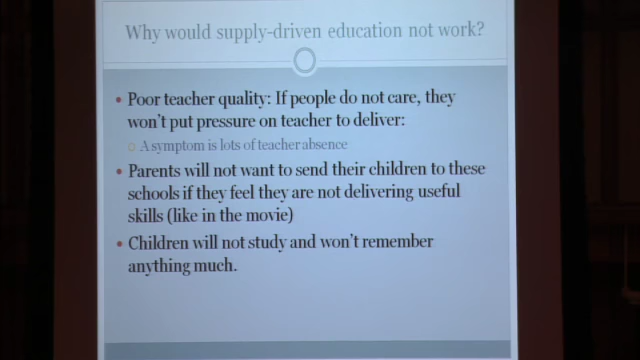 Why would supply-driven education not work?
• Poor teacher quality: If people do not care, they
won't put pressure on teacher to deliver:
o A symptom is lots of teacher absence
• Parents will not want to send their children to these
schools if they feel they are not delivering useful
skills (like in the movie)
• Children will not study and won't remember
anything much.